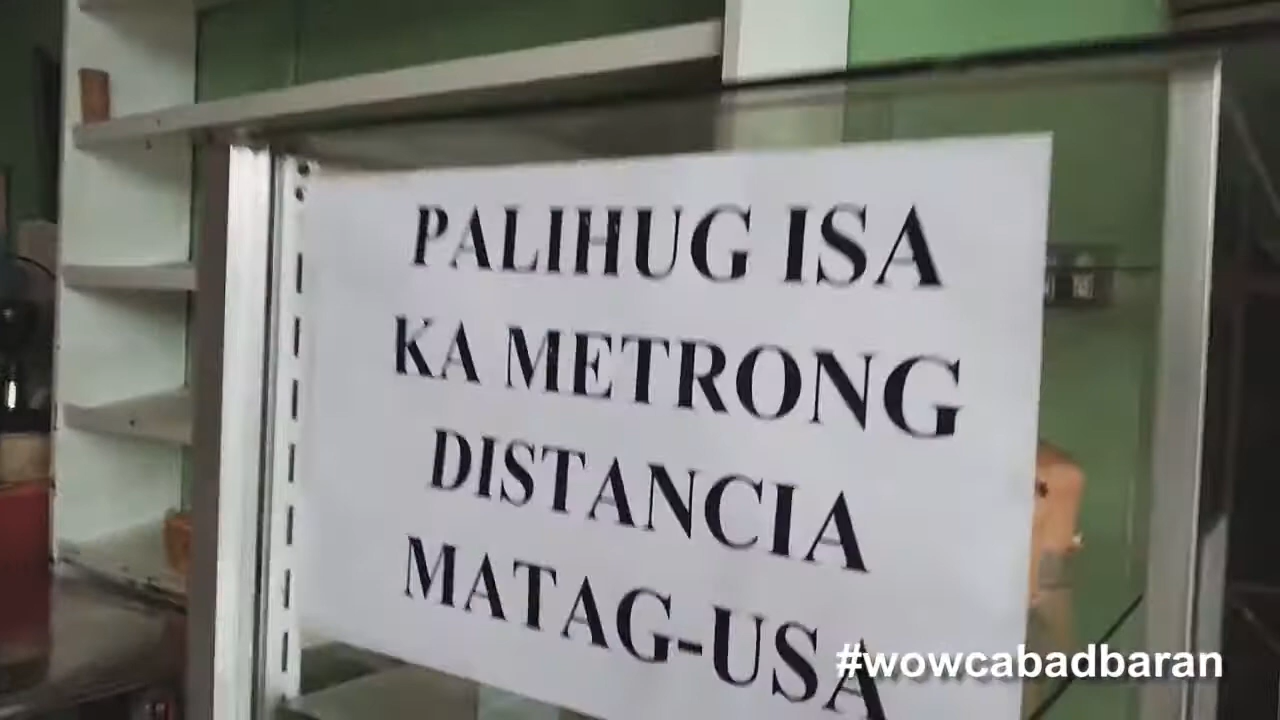 PALIHUG ISA
KA METRONG
DISTANCIA
MATAG-USA
#wowcabadbaran